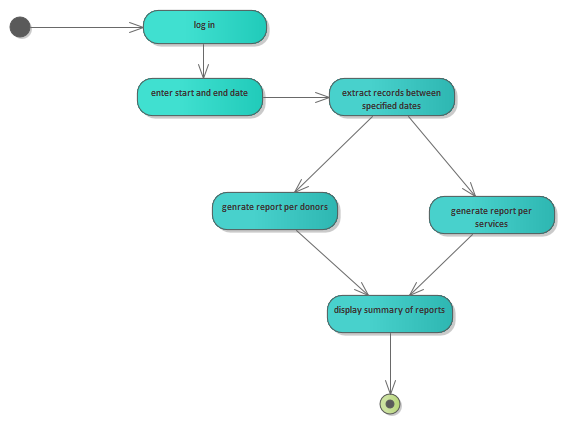 log in
enter start and end date
extract records between
specified dates
genrate report per donors
generate report per
services
display summary of reports